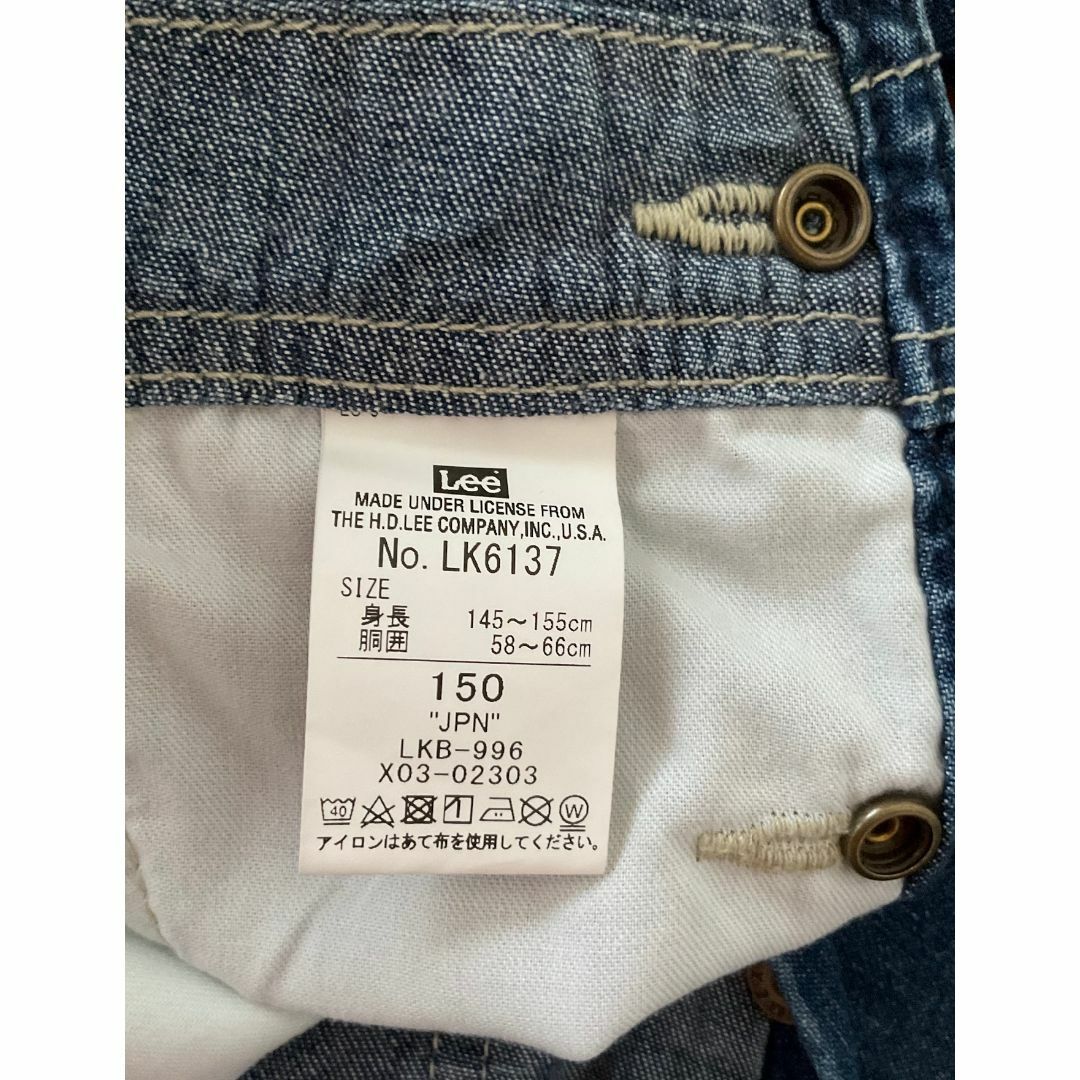 Lee
MADE UNDER LICENSE FROM
THE H.D.LEE COMPANY,INC.,U.S.A.
No. LK6137
SIZE
身長 145～155cm
胴囲 58～66cm
150
"JPN"
LKB-996
X03-02303
40 1 W
アイロンはあて布を使用してください。